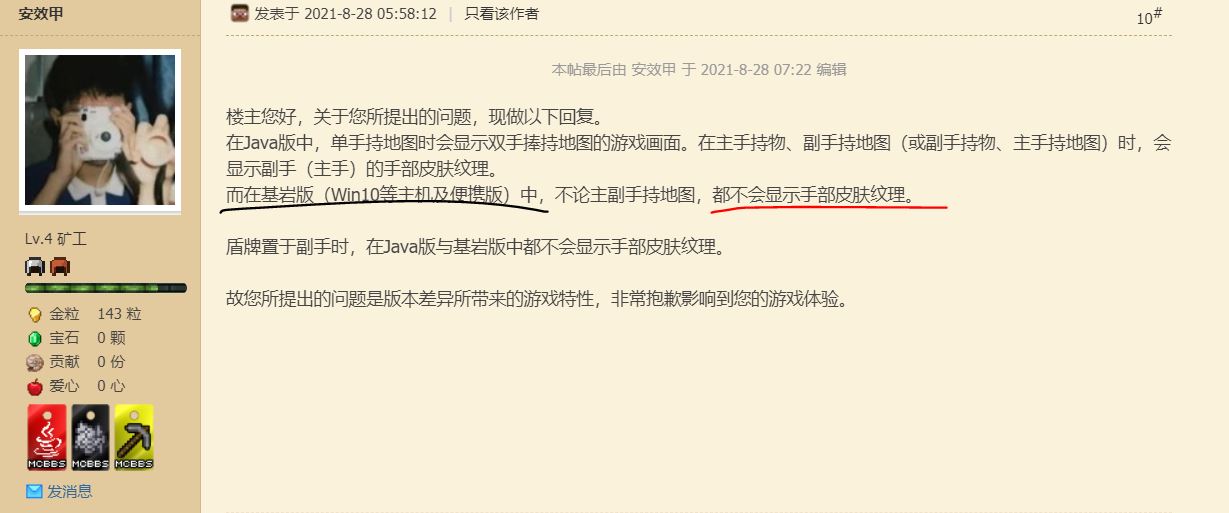 安效甲
发表于 2021-8-28 05:58:12 | 只看该作者
10#
本帖最后由 安效甲 于 2021-8-28 07:22 编辑
楼主您好，关于您所提出的问题，现做以下回复。
在Java版中，单手持地图时会显示双手捧持地图的游戏画面。在主手持物、副手持地图（或副手持物、主手持地图）时，会
显示副手（主手）的手部皮肤纹理。
而在基岩版（Win10等主机及便携版）中，不论主副手持地图，都不会显示手部皮肤纹理。
盾牌置于副手时，在Java版与基岩版中都不会显示手部皮肤纹理。
故您所提出的问题是版本差异所带来的游戏特性，非常抱歉影响到您的游戏体验。
Lv.4 矿工
金粒 143 粒
宝石 0 颗
贡献 0 份
爱心 0 心
MCBBS MCBBS MCBBS
发消息